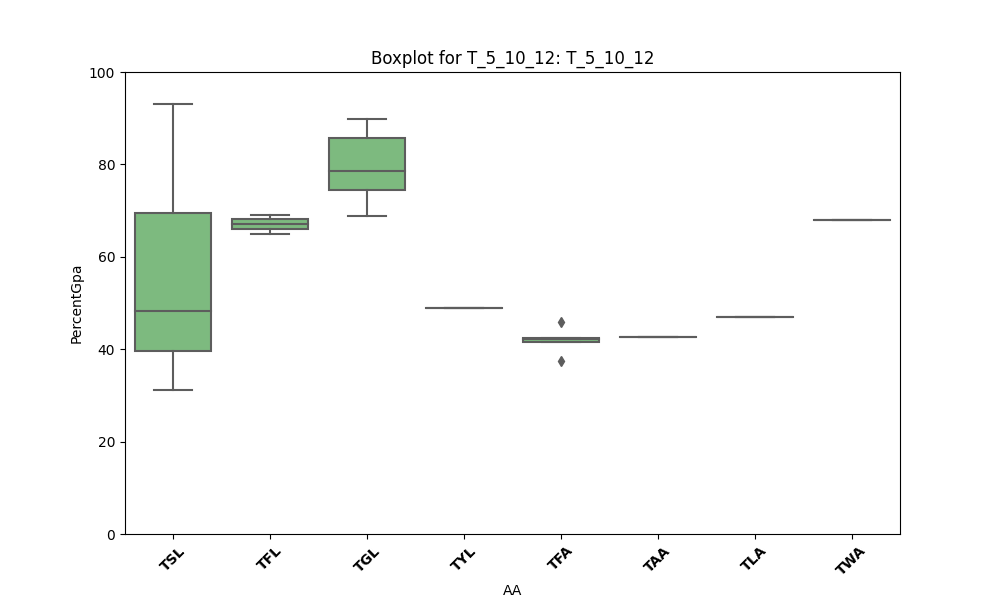 Boxplot for T_5_10_12: T_5_10_12
PercentGpa
100
80
60
40
20
0
TSL
TFL
TGL
TYL
TFA
TAA
TLA
TWA
AA